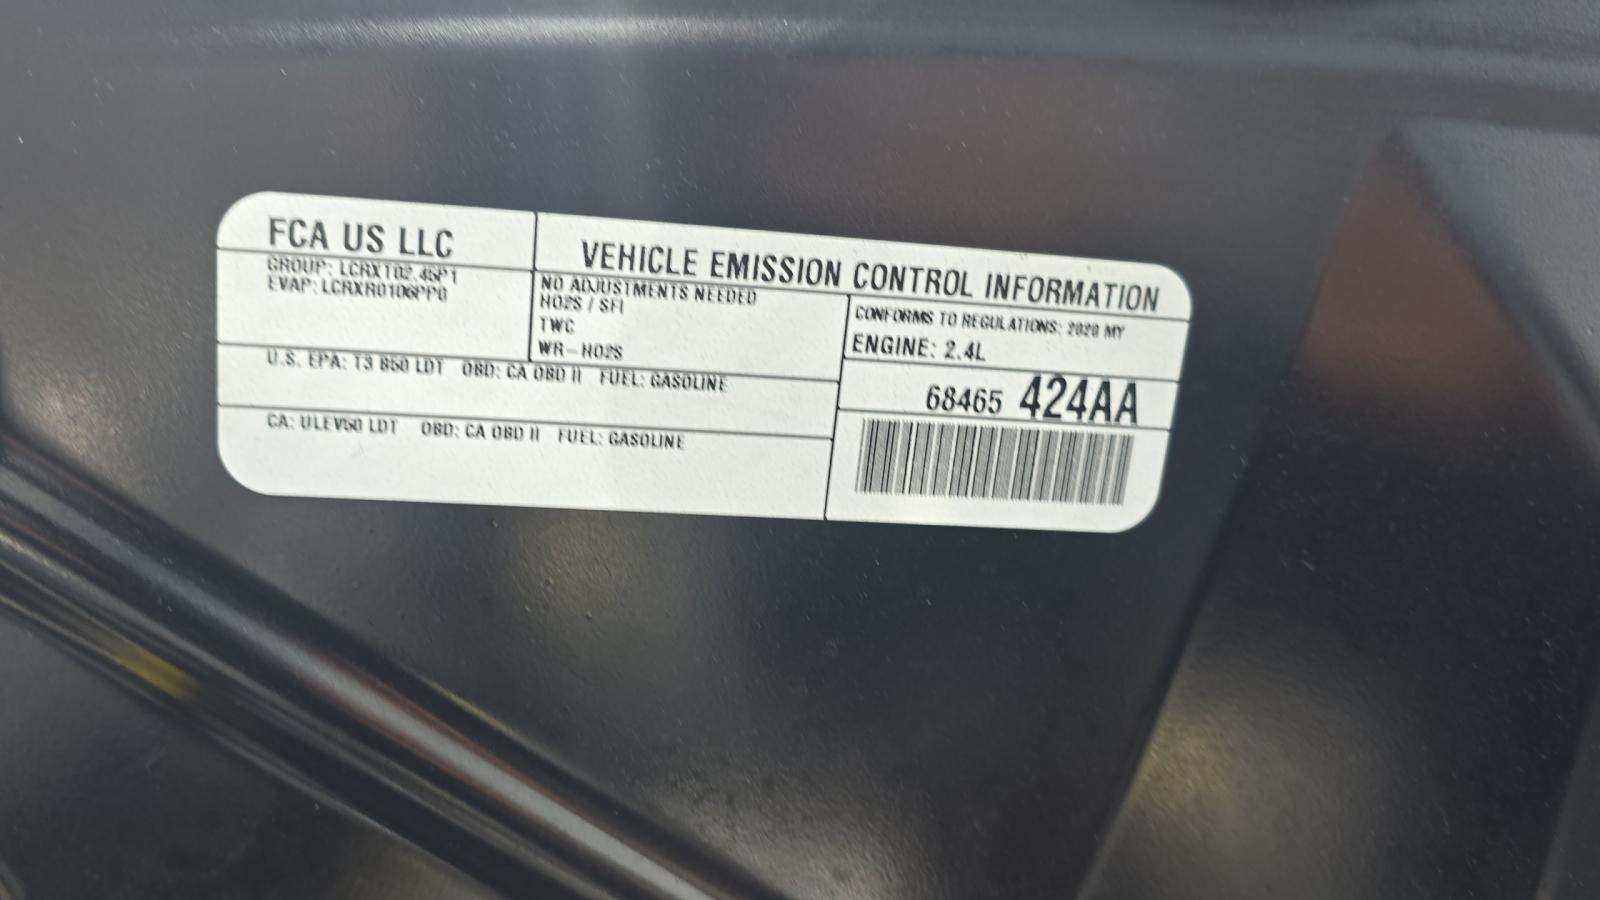 FCA US LLC
VEHICLE EMISSION CONTROL INFORMATION
GROUP: LCRXT02.45P1
EVAP: LCRXR0106PP0
NO ADJUSTMENTS NEEDED
HO2S / SFI
TWC
WR-HO2S
CONFORMS TO REGULATIONS: 2020 MY
ENGINE: 2.4L
U.S. EPA: T3 B50 LDT OBD: CA OBD II FUEL: GASOLINE
68465 424AA
CA: ULEV50 LDT OBD: CA OBD II FUEL: GASOLINE